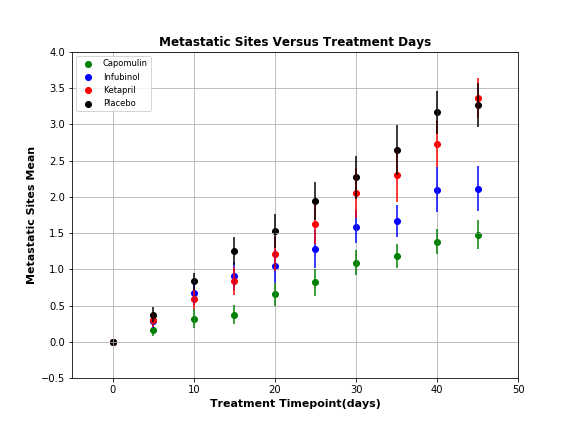 Metastatic Sites Versus Treatment Days
4.0
3.5
3.0
2.5
2.0
1.5
1.0
0.5
0.0
−0.5
Metastatic Sites Mean
Capomulin
Infubinol
Ketapril
Placebo
0 10 20 30 40 50
Treatment Timepoint(days)